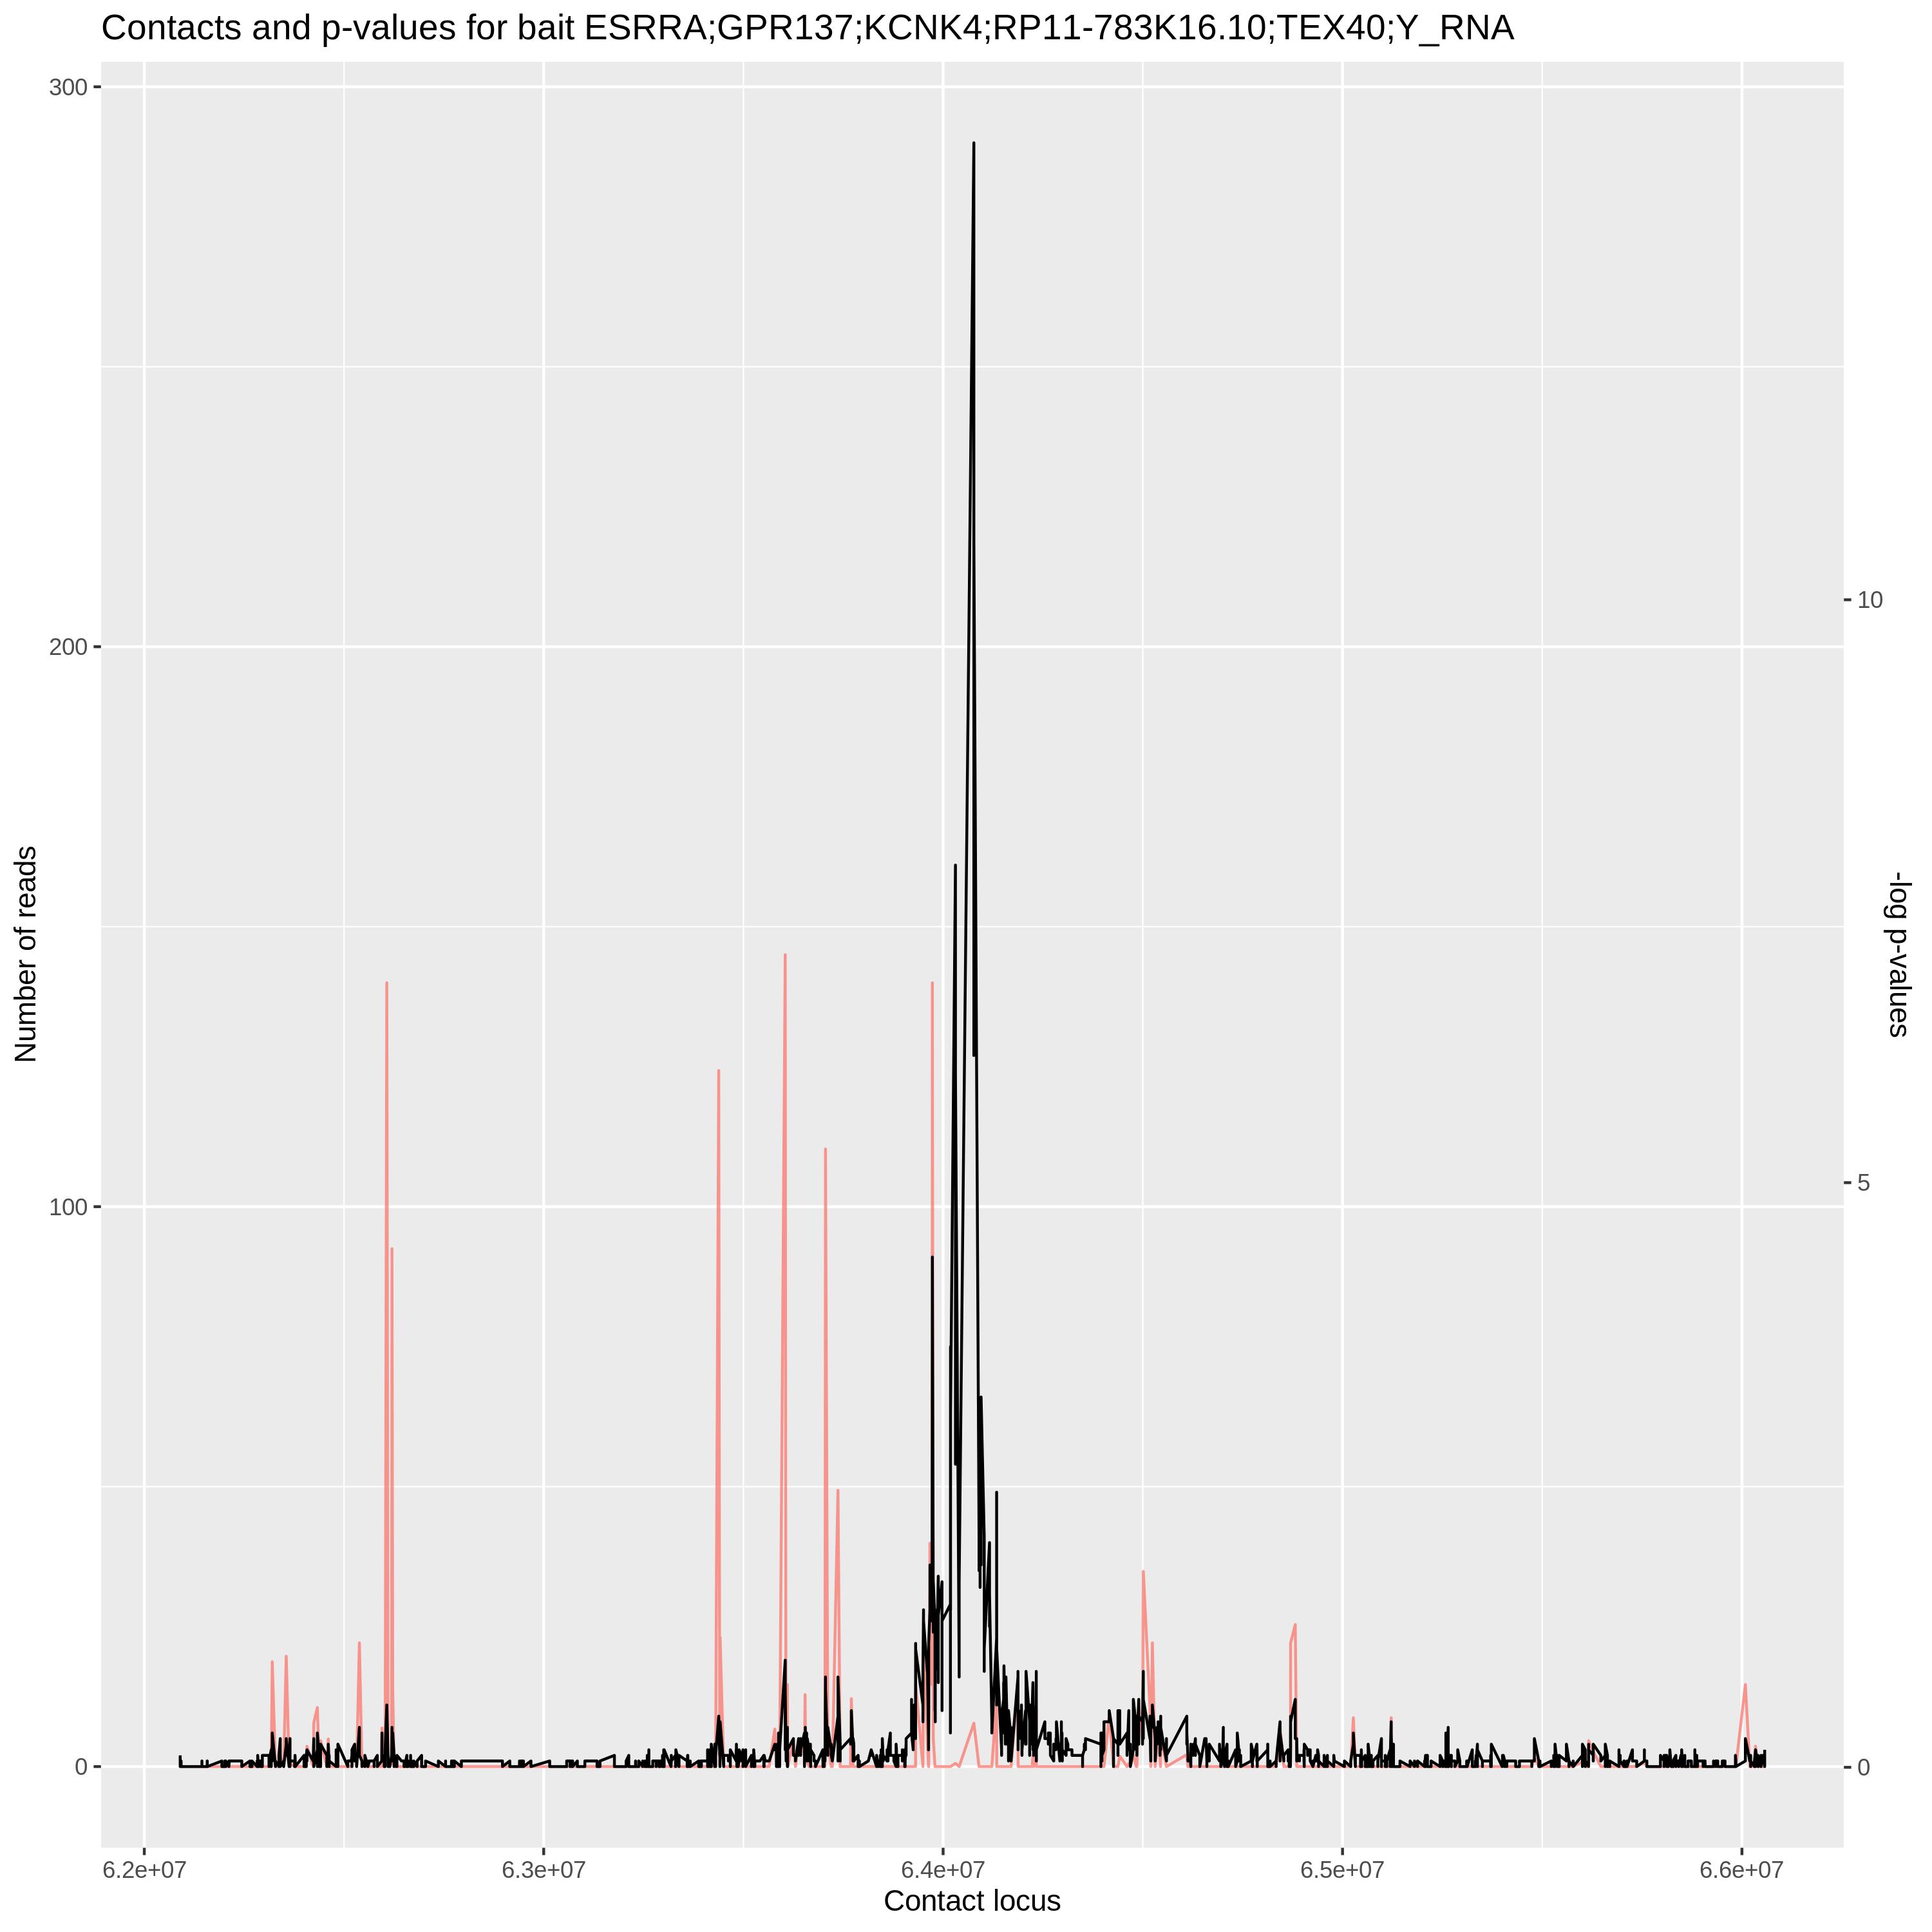 Contacts and p-values for bait ESRRA;GPR137;KCNK4;RP11-783K16.10;TEX40;Y_RNA
300
200
100
0
Number of reads
10
5
0
-log p-values
6.2e+07
6.3e+07
6.4e+07
6.5e+07
6.6e+07
Contact locus